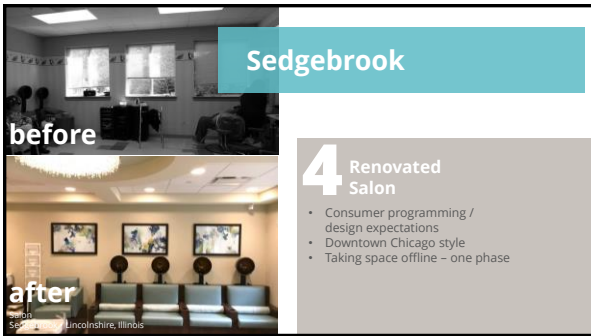 Sedgebrook
before
4
Renovated
Salon
• Consumer programming /
design expectations
• Downtown Chicago style
• Taking space offline – one phase
after
Salon
Sedgebrook, Lincolnshire, Illinois